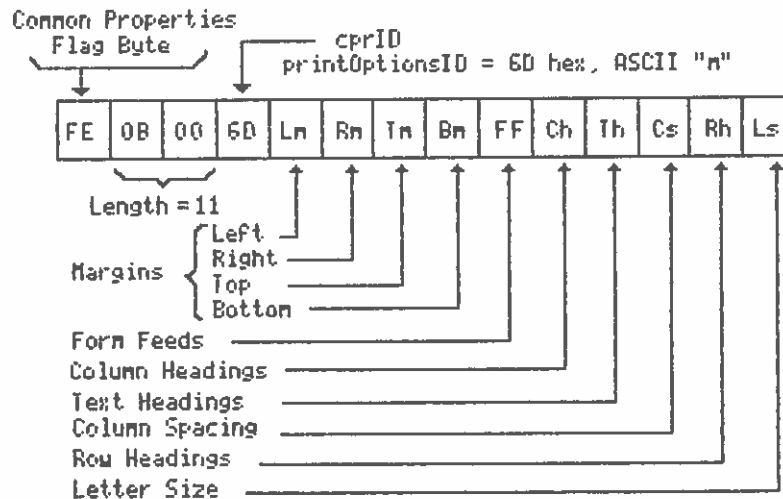 Common Properties
Flag Byte
cprID
printOptionsID = 6D hex, ASCII "m"
FE 0B 00 6D Lm Rm Tm Bm FF Ch Th Cs Rh Ls
Length = 11
Margins
Left
Right
Top
Bottom
Form Feeds
Column Headings
Text Headings
Column Spacing
Row Headings
Letter Size